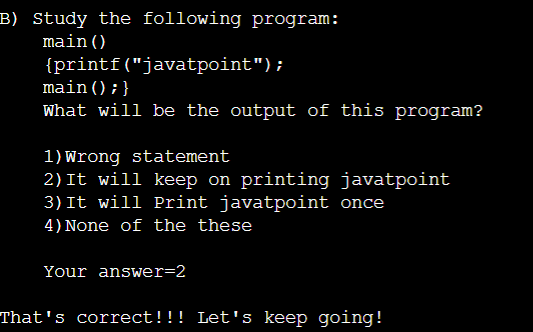 B) Study the following program:
main()
{printf("javatpoint");
main();}
What will be the output of this program?
1)Wrong statement
2)It will keep on printing javatpoint
3)It will Print javatpoint once
4)None of the these
Your answer=2
That's correct!!! Let's keep going!